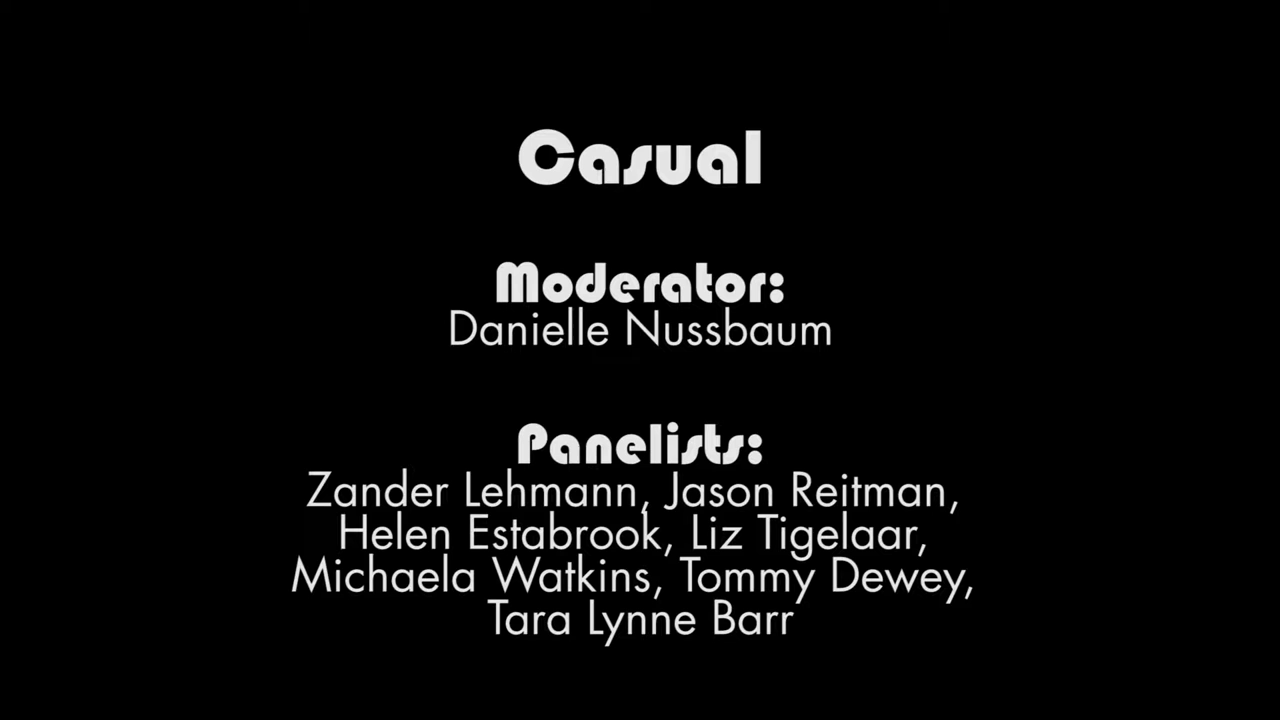 Casual
Moderator:
Danielle Nussbaum
Panelists:
Zander Lehmann, Jason Reitman,
Helen Estabrook, Liz Tigelaar,
Michaela Watkins, Tommy Dewey,
Tara Lynne Barr